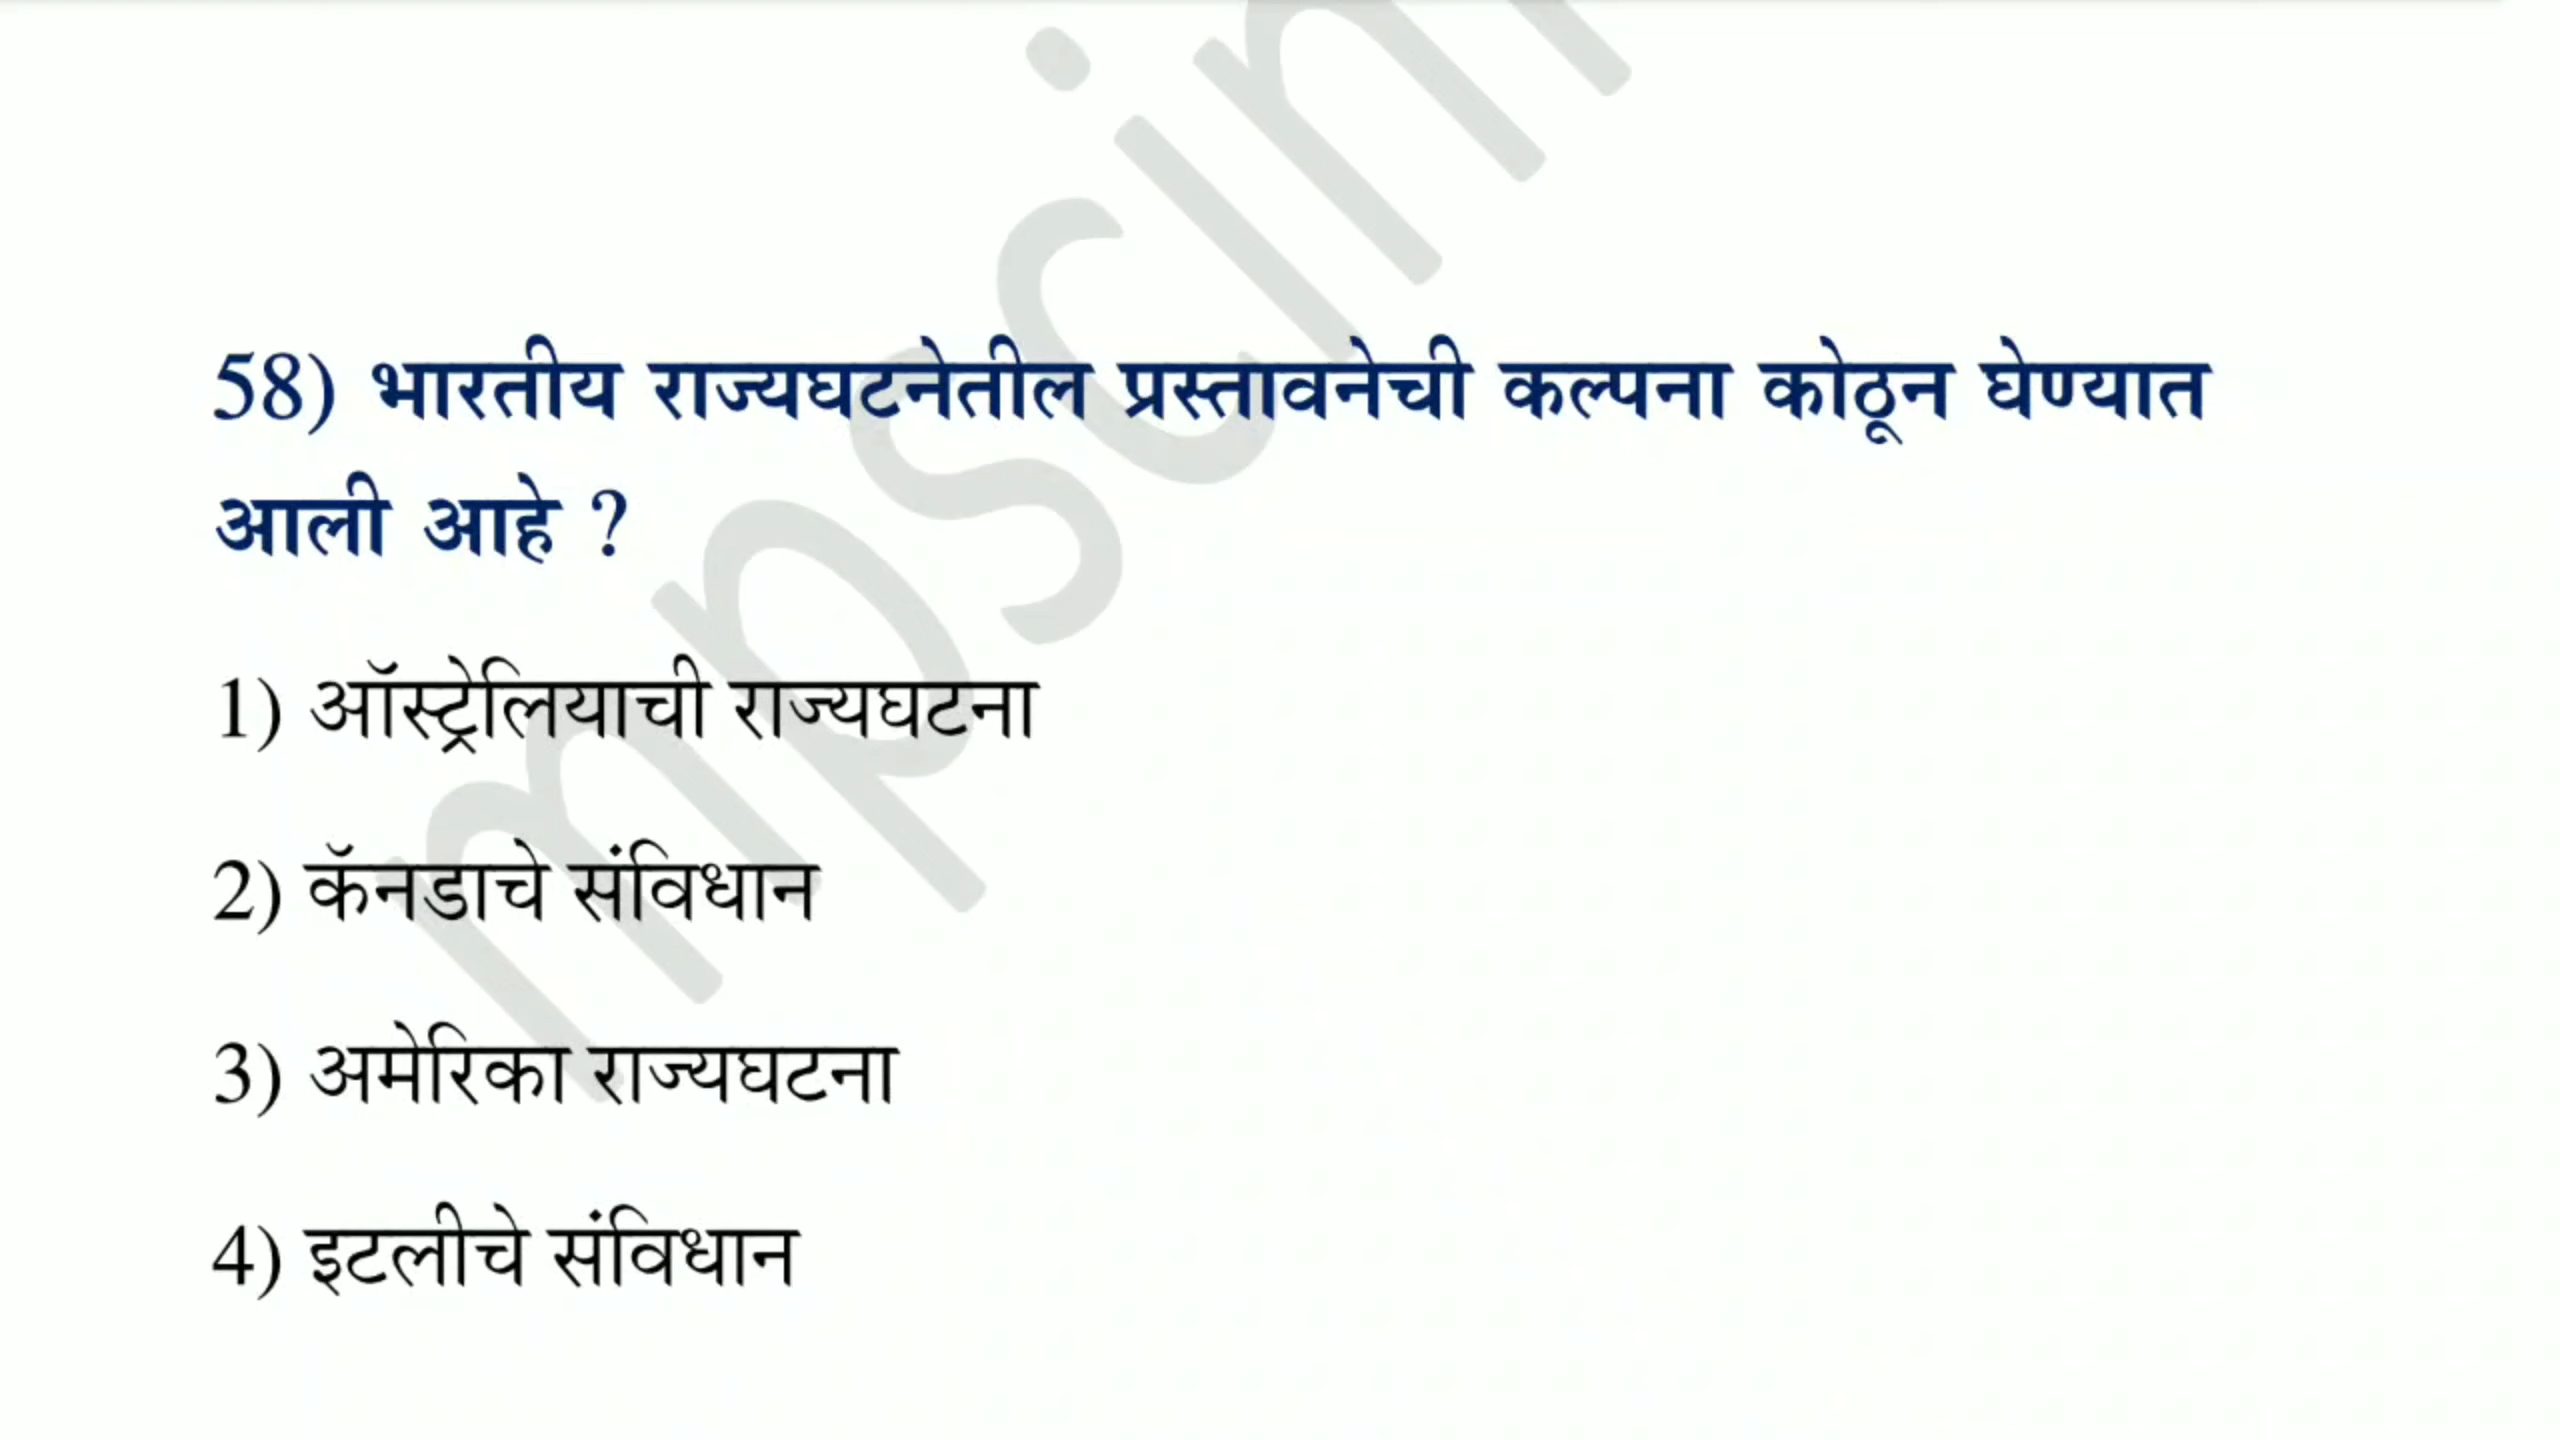 58) भारतीय राज्यघटनेतील प्रस्तावनेची कल्पना कोठून घेण्यात
आली आहे ?
1) ऑस्ट्रेलियाची राज्यघटना
2) कॅनडाचे संविधान
3) अमेरिका राज्यघटना
4) इटलीचे संविधान